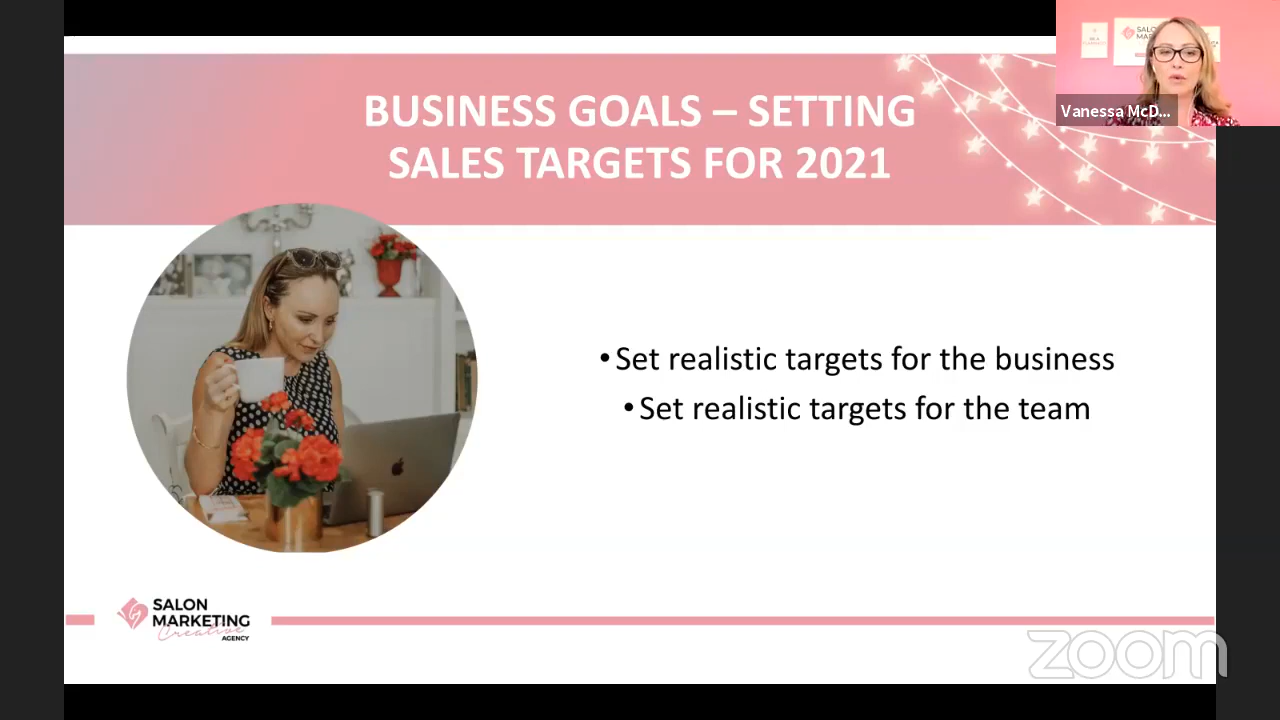 BUSINESS GOALS – SETTING
SALES TARGETS FOR 2021
SALON
Vanessa McD...
• Set realistic targets for the business
• Set realistic targets for the team
SALON
MARKETING
Creative
AGENCY
zoom